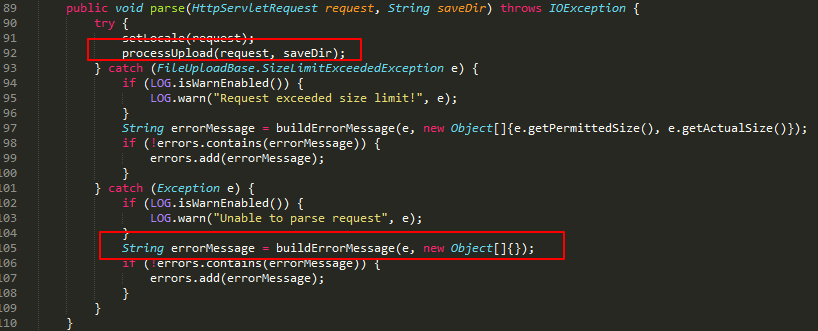 89 public void parse(HttpServletRequest request, String saveDir) throws IOException {
90 try {
91 setLocale(request);
92 processUpload(request, saveDir);
93 } catch (FileUploadBase.SizeLimitExceededException e) {
94 if (LOG.isWarnEnabled()) {
95 LOG.warn("Request exceeded size limit!", e);
96 }
97 String errorMessage = buildErrorMessage(e, new Object[]{e.getPermittedSize(), e.getActualSize()});
98 if (!errors.contains(errorMessage)) {
99 errors.add(errorMessage);
100 }
101 } catch (Exception e) {
102 if (LOG.isWarnEnabled()) {
103 LOG.warn("Unable to parse request", e);
104 }
105 String errorMessage = buildErrorMessage(e, new Object[]{});
106 if (!errors.contains(errorMessage)) {
107 errors.add(errorMessage);
108 }
109 }
110 }